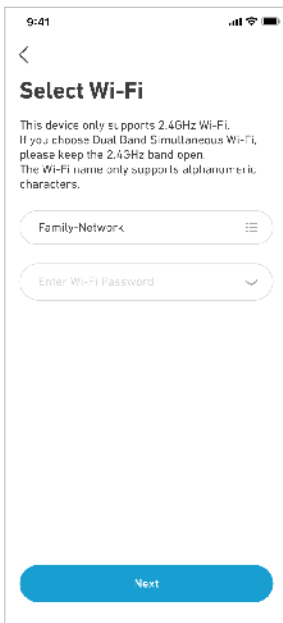 9:41
Select Wi-Fi
This device only supports 2.4GHz Wi-Fi.
If you choose Dual Band Simultaneous Wi-Fi,
please keep the 2.4GHz band open.
The Wi-Fi name only supports alphanumeric
characters.
Family-Network
Enter Wi-Fi Password
Next